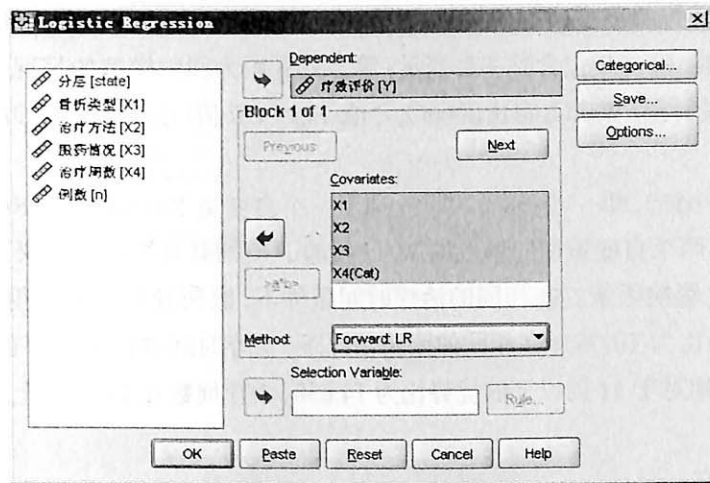 Logistic Regression
分层 [state]
骨折类型 [X1]
治疗方法 [X2]
服药情况 [X3]
治疗周数 [X4]
例数 [n]
Dependent:
疗效评价 [Y]
Block 1 of 1
Previous
Next
Covariates:
X1
X2
X3
X4(Cat)
>a*b>
Method:
Forward: LR
Selection Variable:
Rule...
Categorical...
Save...
Options...
OK
Paste
Reset
Cancel
Help